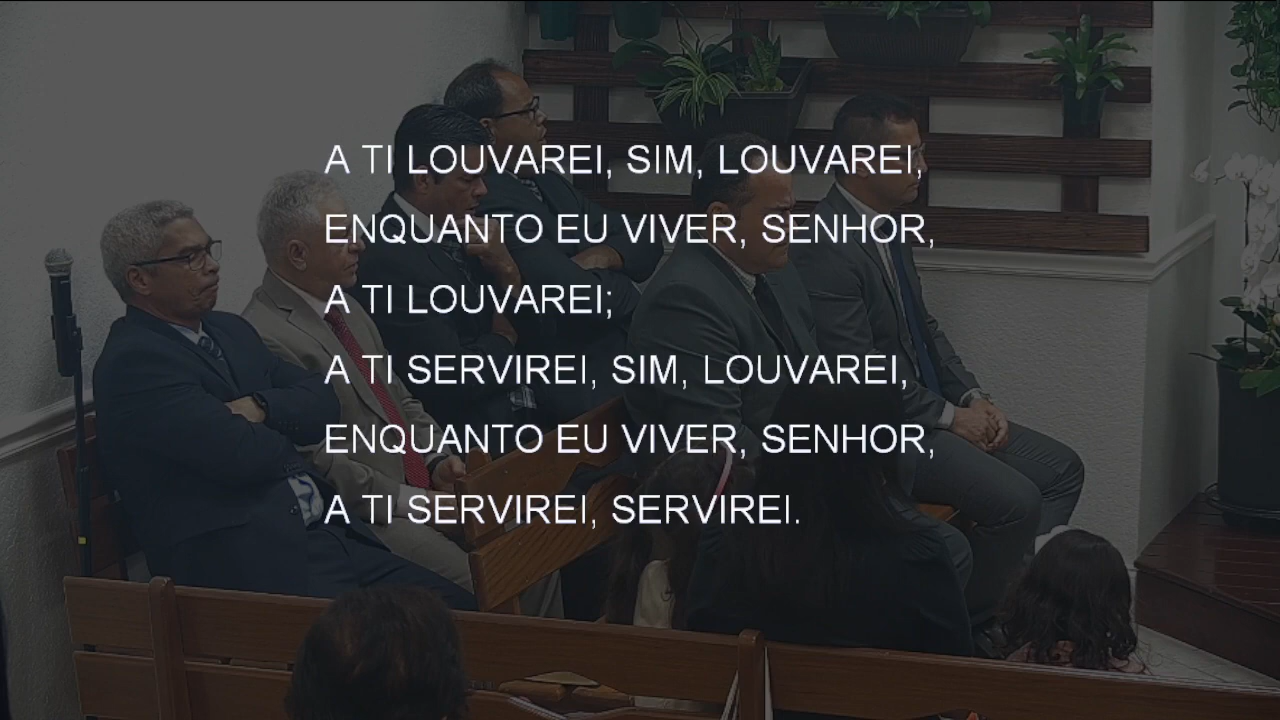 A TI LOUVAREI, SIM, LOUVAREI,
ENQUANTO EU VIVER, SENHOR,
A TI LOUVAREI;
A TI SERVIREI, SIM, LOUVAREI,
ENQUANTO EU VIVER, SENHOR,
A TI SERVIREI, SERVIREI.